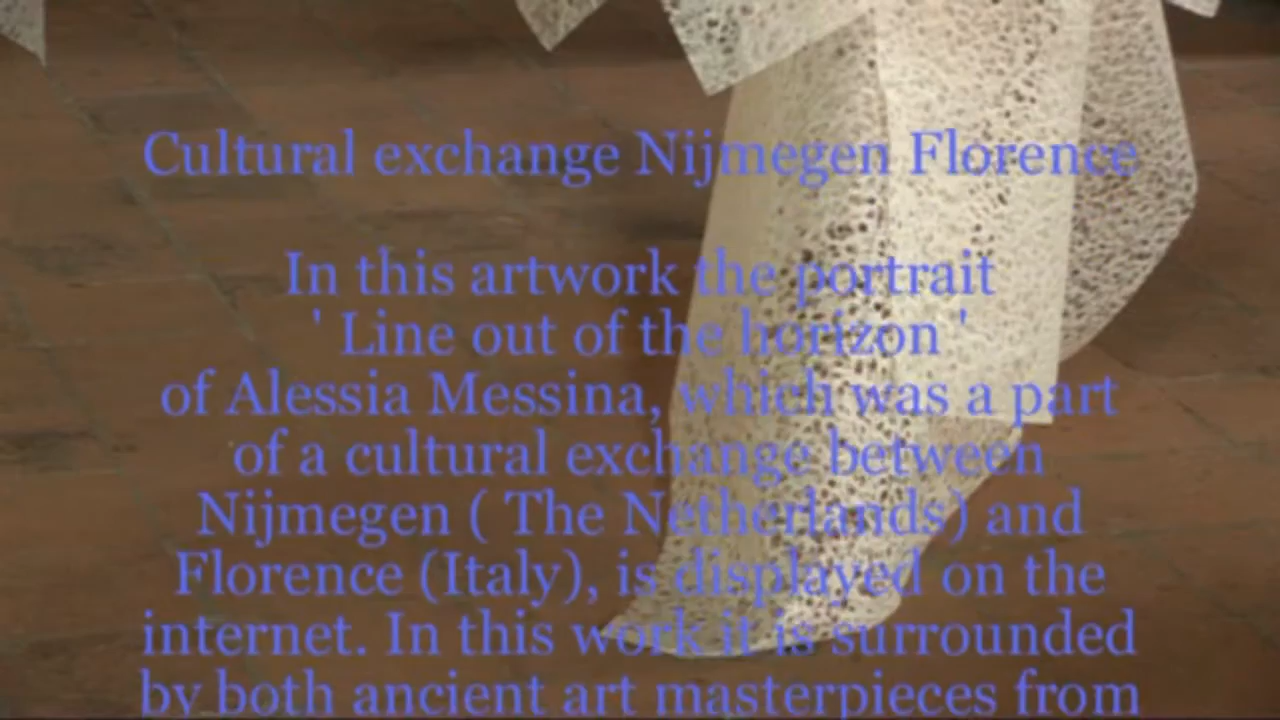 Cultural exchange Nijmegen Florence
In this artwork the portrait
' Line out of the horizon '
of Alessia Messina, which was a part
of a cultural exchange between
Nijmegen ( The Netherlands) and
Florence (Italy), is displayed on the
internet. In this work it is surrounded
by both ancient art masterpieces from